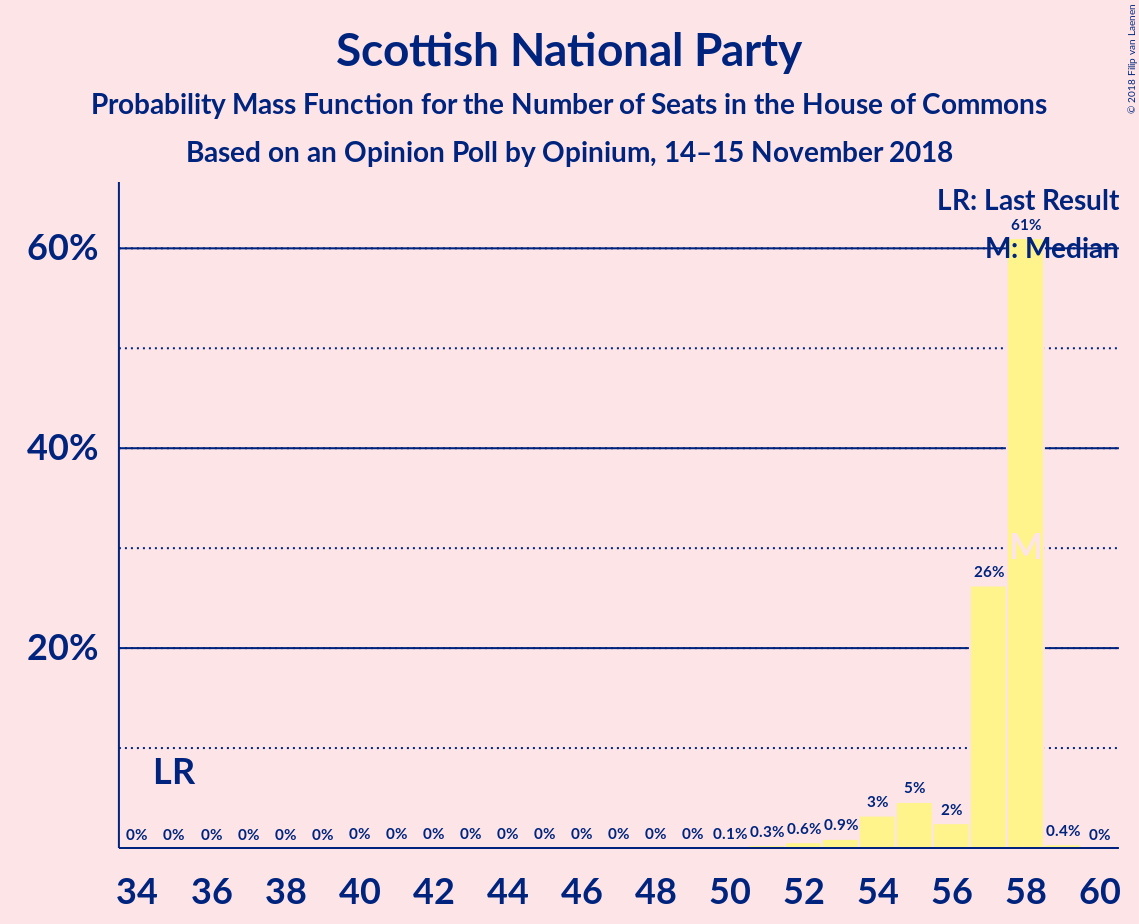 Scottish National Party
Probability Mass Function for the Number of Seats in the House of Commons
Based on an Opinion Poll by Opinium, 14–15 November 2018
© 2018 Filip van Laenen
LR: Last Result
M: Median
60%
40%
20%
61%
M
26%
LR
0% 0% 0% 0% 0% 0% 0% 0% 0% 0% 0% 0% 0% 0% 0% 0% 0.1% 0.3% 0.6% 0.9% 3% 5% 2% 0.4% 0%
34 36 38 40 42 44 46 48 50 52 54 56 58 60